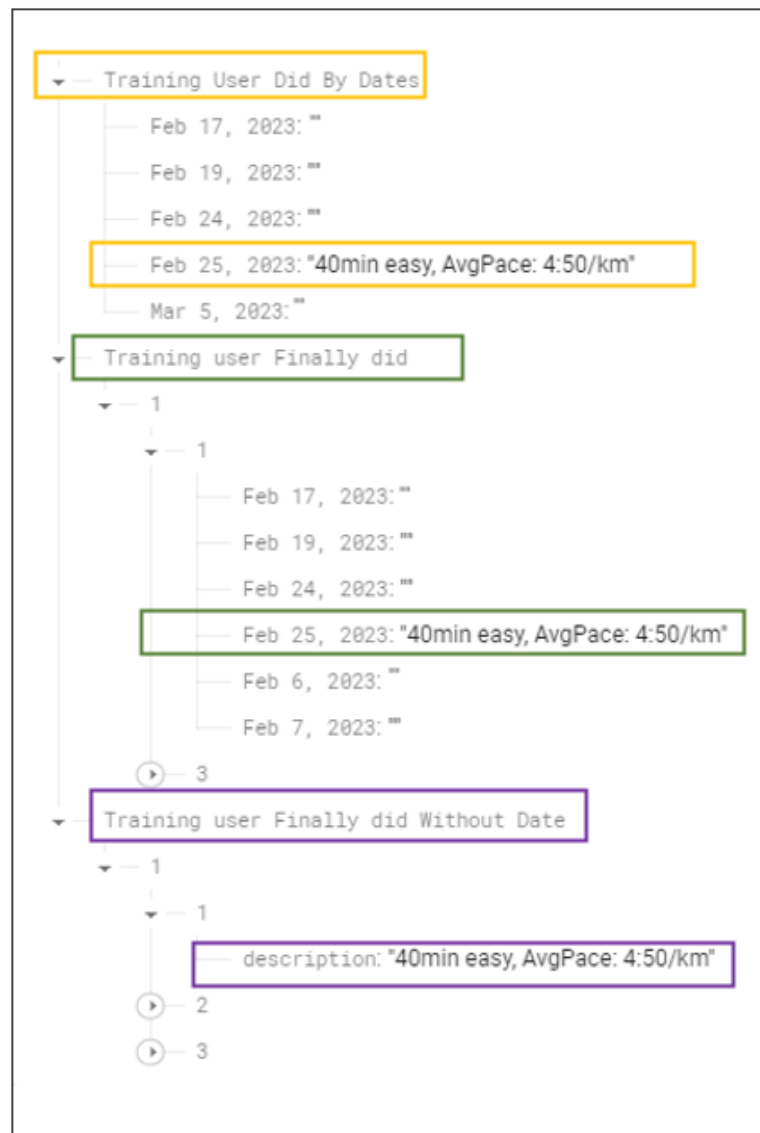 Training User Did By Dates
Feb 17, 2023:""
Feb 19, 2023:""
Feb 24, 2023:""
Feb 25, 2023:"40min easy, AvgPace: 4:50/km"
Mar 5, 2023:""
Training user Finally did
1
1
Feb 17, 2023:""
Feb 19, 2023:""
Feb 24, 2023:""
Feb 25, 2023:"40min easy, AvgPace: 4:50/km"
Feb 6, 2023:""
Feb 7, 2023:""
3
Training user Finally did Without Date
1
1
description:"40min easy, AvgPace: 4:50/km"
2
3